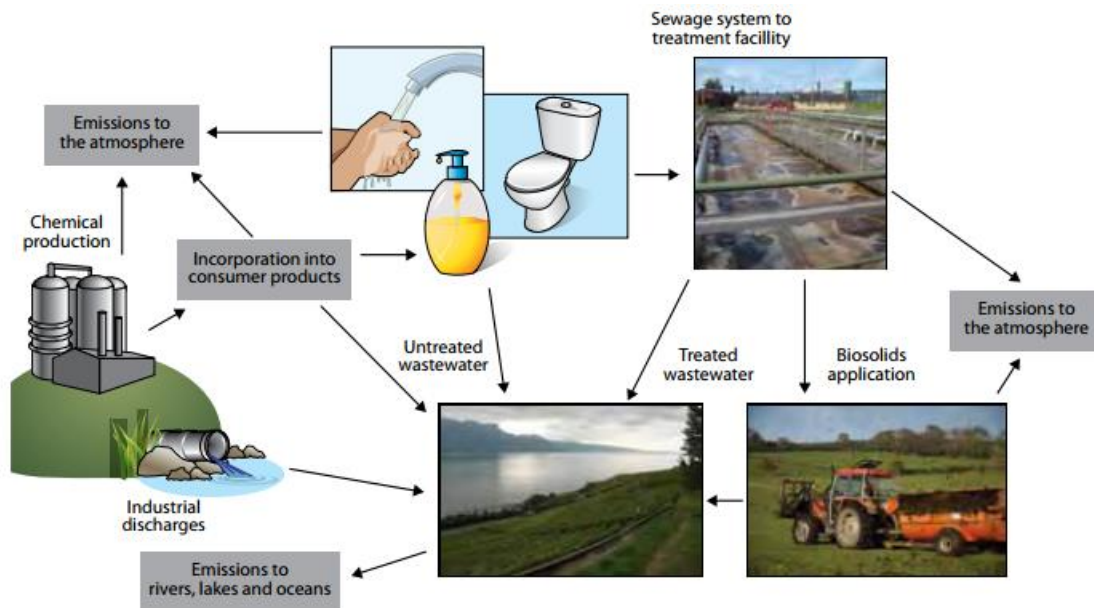 Sewage system to
treatment facillity
Emissions to
the atmosphere
Chemical
production
Incorporation into
consumer products
Emissions to
the atmosphere
Untreated
wastewater
Treated
wastewater
Biosolids
application
Industrial
discharges
Emissions to
rivers, lakes and oceans